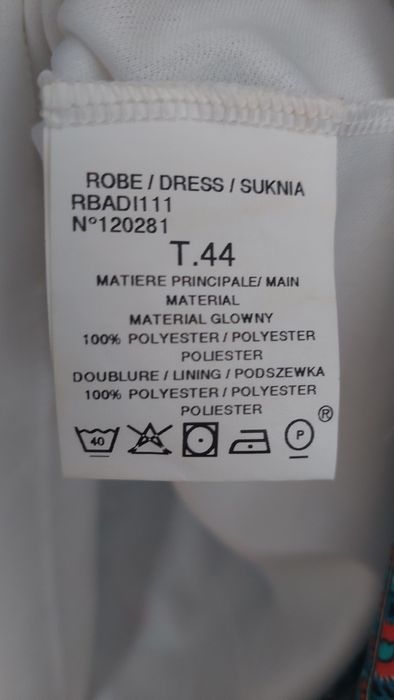 ROBE / DRESS / SUKNIA
RBADI111
N°120281
T.44
MATIERE PRINCIPALE/ MAIN
MATERIAL
MATERIAL GLOWNY
100% POLYESTER / POLYESTER
POLIESTER
DOUBLURE / LINING / PODSZEWKA
100% POLYESTER / POLYESTER
POLIESTER
®
40 P